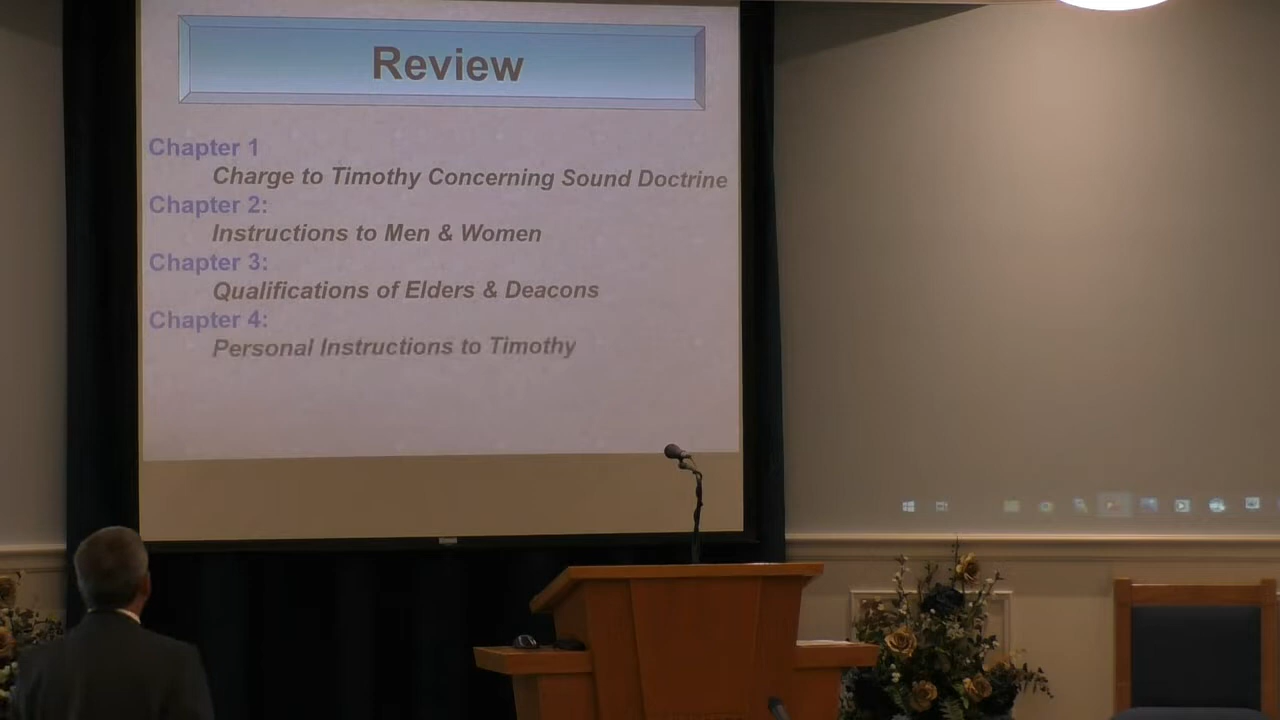 Review
Chapter 1
Charge to Timothy Concerning Sound Doctrine
Chapter 2:
Instructions to Men & Women
Chapter 3:
Qualifications of Elders & Deacons
Chapter 4:
Personal Instructions to Timothy